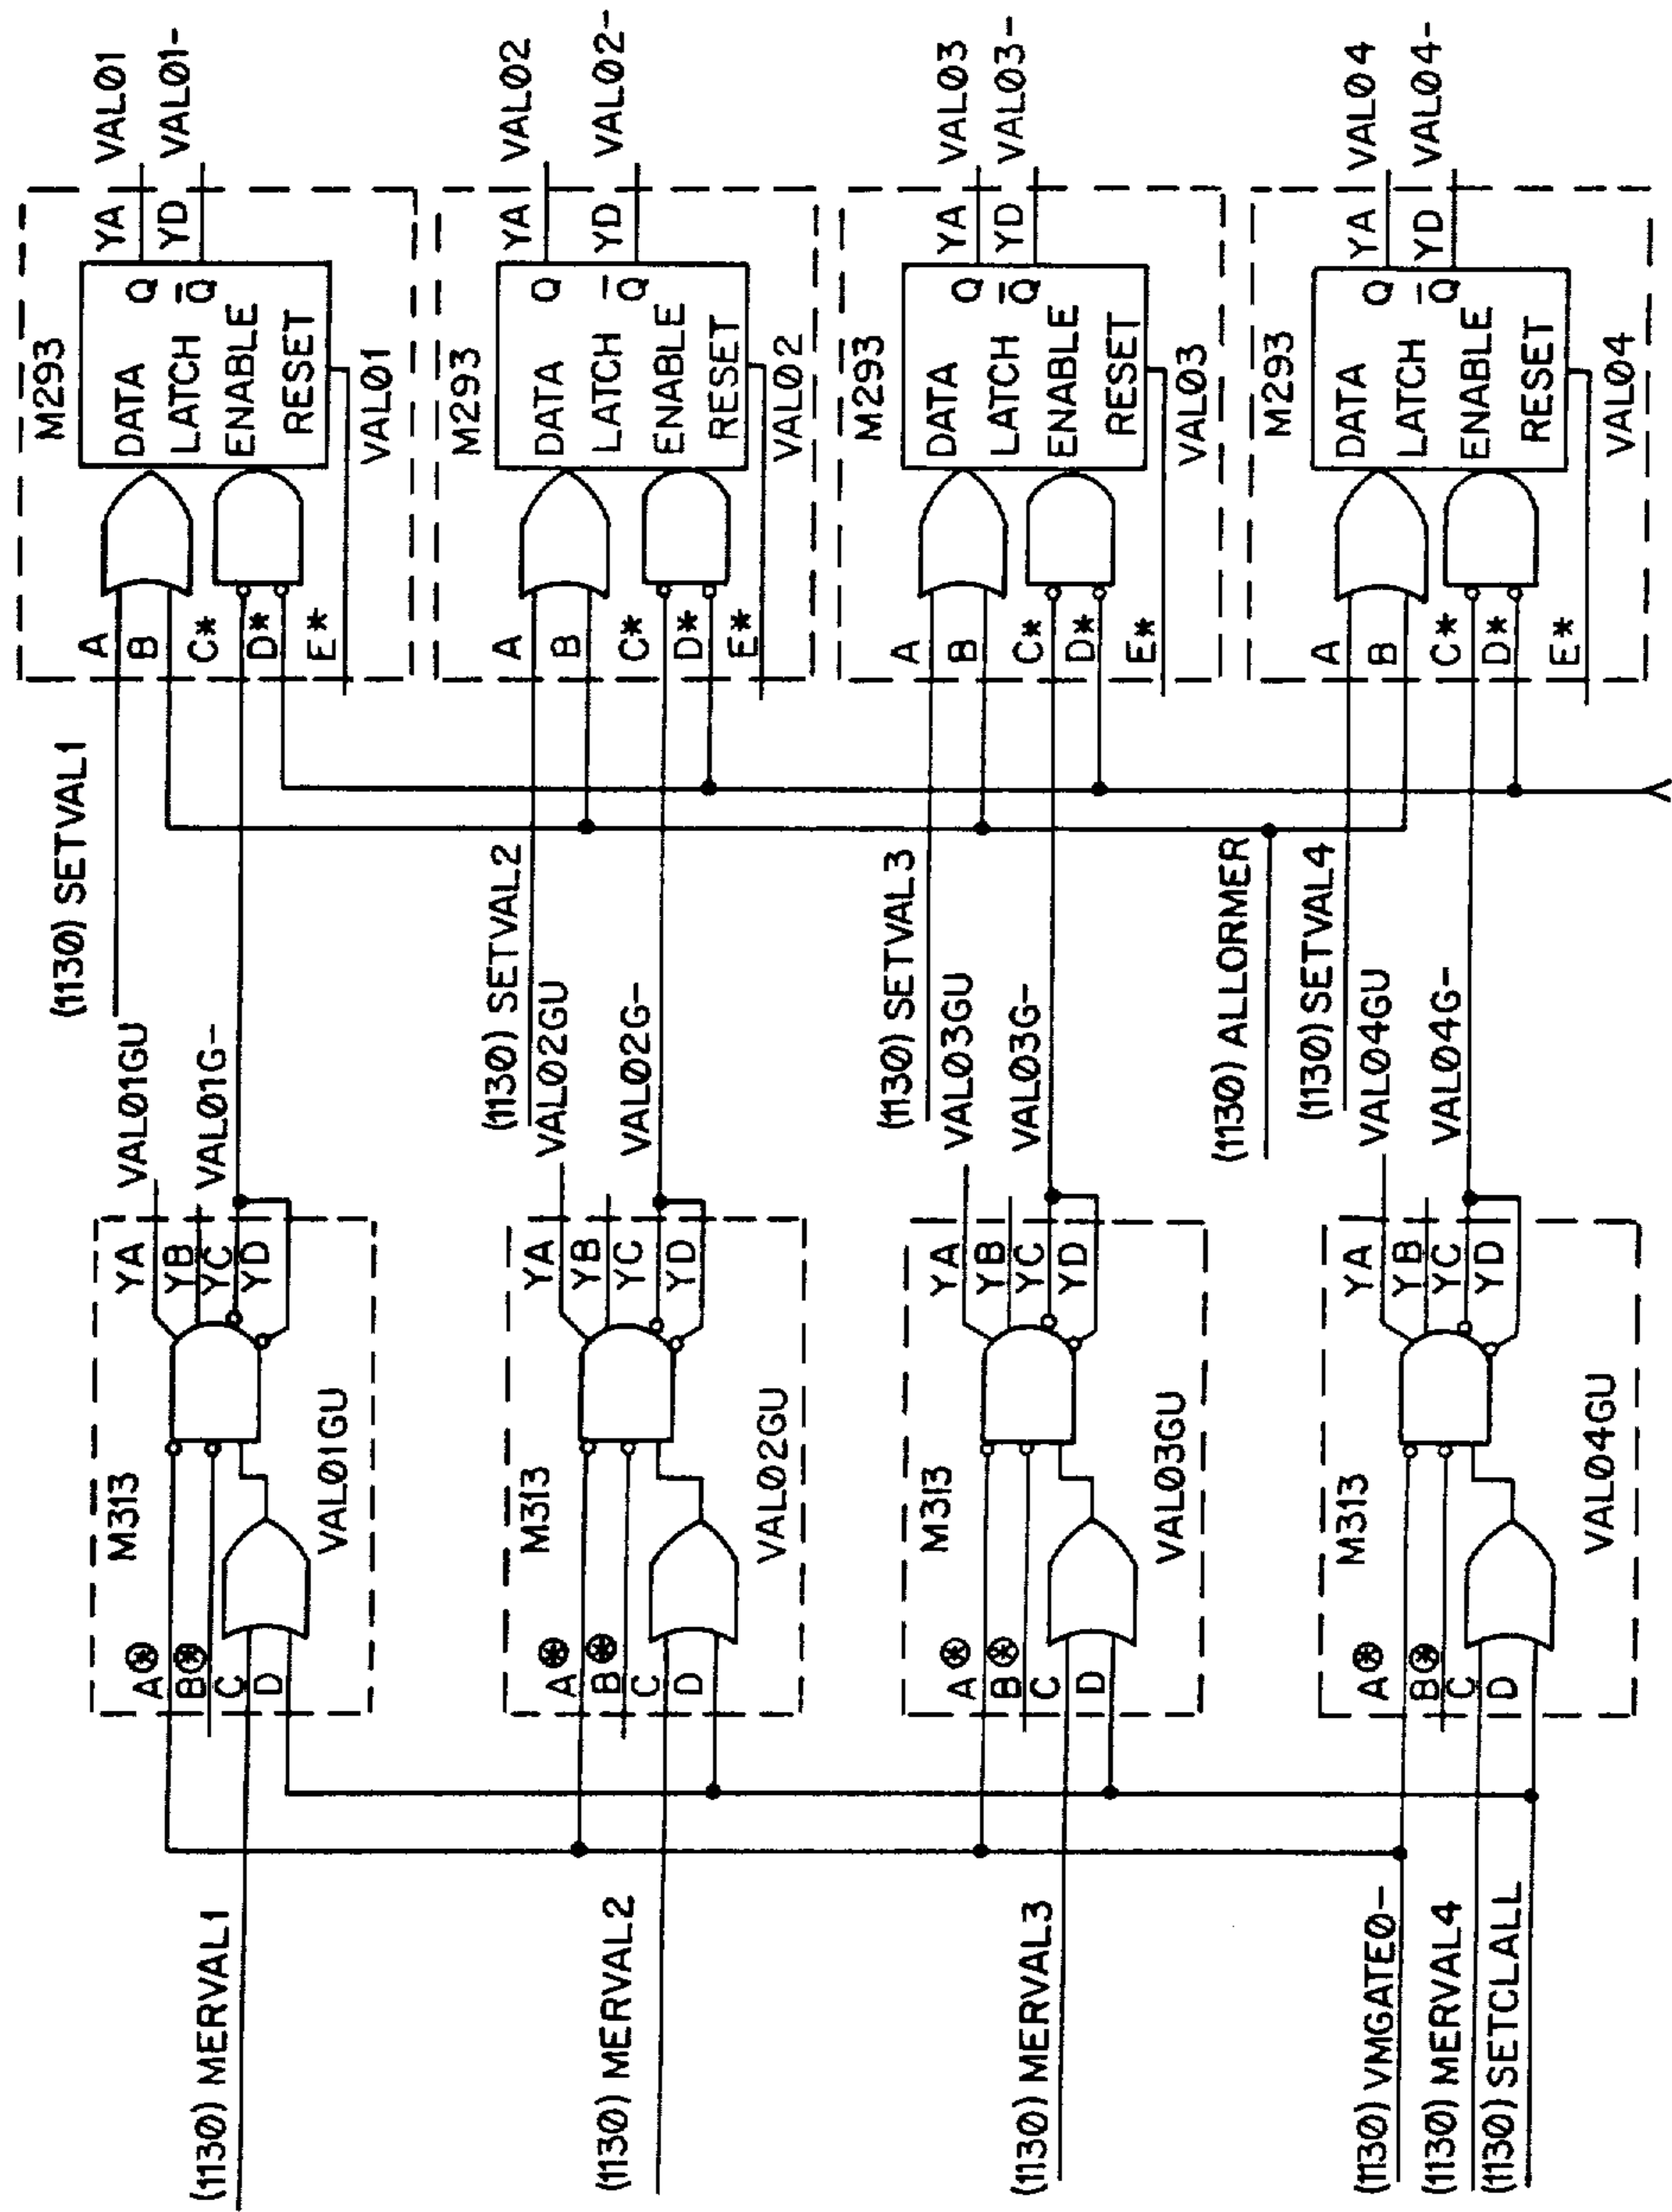 (1130) MERVAL1
M313
A⊛
B⊛
C
D
YA
YB
YC
YD
VAL01GU
VAL01GU
VAL01G-
(1130) SETVAL1
M293
A
B
C*
D*
E*
DATA
LATCH
ENABLE
RESET
Q
Q̅
YA
YD
VAL01
VAL01
VAL01-
(1130) MERVAL2
M313
A⊛
B⊛
C
D
YA
YB
YC
YD
VAL02GU
(1130) SETVAL2
VAL02GU
VAL02G-
M293
A
B
C*
D*
E*
DATA
LATCH
ENABLE
RESET
Q
Q̅
YA
YD
VAL02
VAL02
VAL02-
(1130) MERVAL3
M313
A⊛
B⊛
C
D
YA
YB
YC
YD
VAL03GU
(1130) SETVAL3
VAL03GU
VAL03G-
M293
A
B
C*
D*
E*
DATA
LATCH
ENABLE
RESET
Q
Q̅
YA
YD
VAL03
VAL03
VAL03-
(1130) ALLORMER
(1130) VMGATE0-
(1130) MERVAL4
(1130) SETCLALL
M313
A⊛
B⊛
C
D
YA
YB
YC
YD
VAL04GU
(1130) SETVAL4
VAL04GU
VAL04G-
M293
A
B
C*
D*
E*
DATA
LATCH
ENABLE
RESET
Q
Q̅
YA
YD
VAL04
VAL04
VAL04-